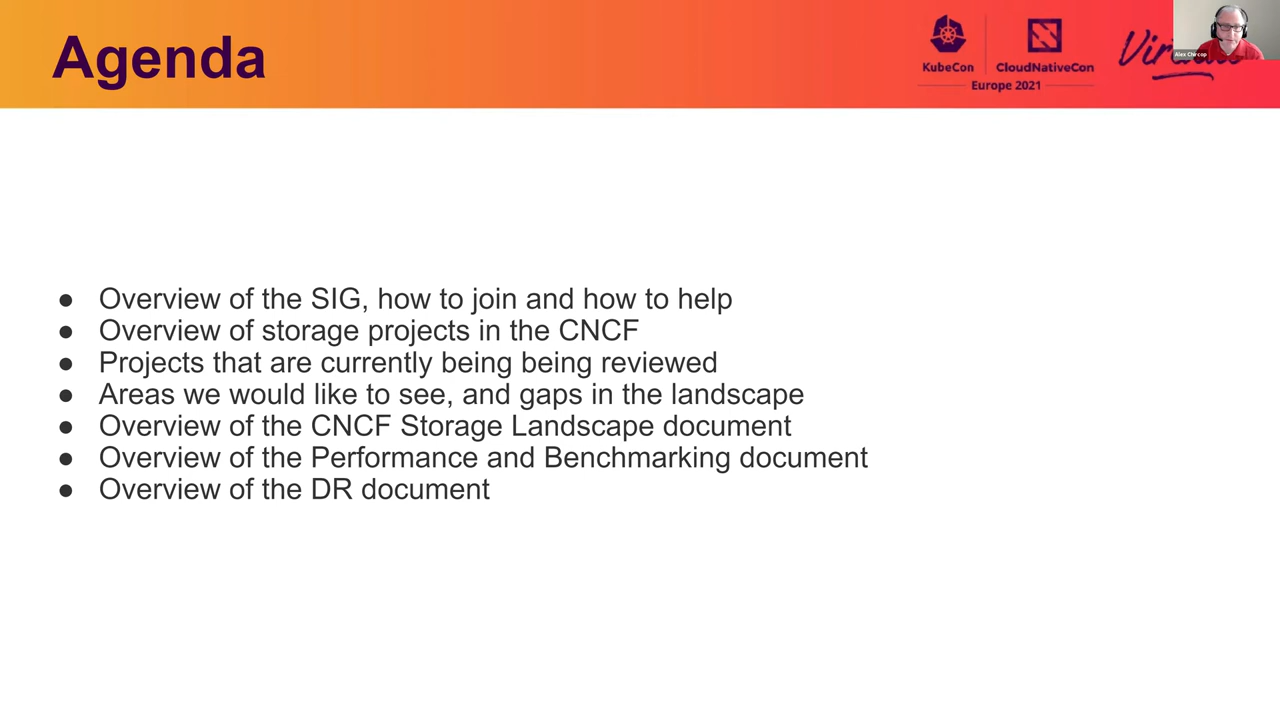 Agenda
KubeCon
CloudNativeCon
Europe 2021
Alex Chircop
● Overview of the SIG, how to join and how to help
● Overview of storage projects in the CNCF
● Projects that are currently being being reviewed
● Areas we would like to see, and gaps in the landscape
● Overview of the CNCF Storage Landscape document
● Overview of the Performance and Benchmarking document
● Overview of the DR document